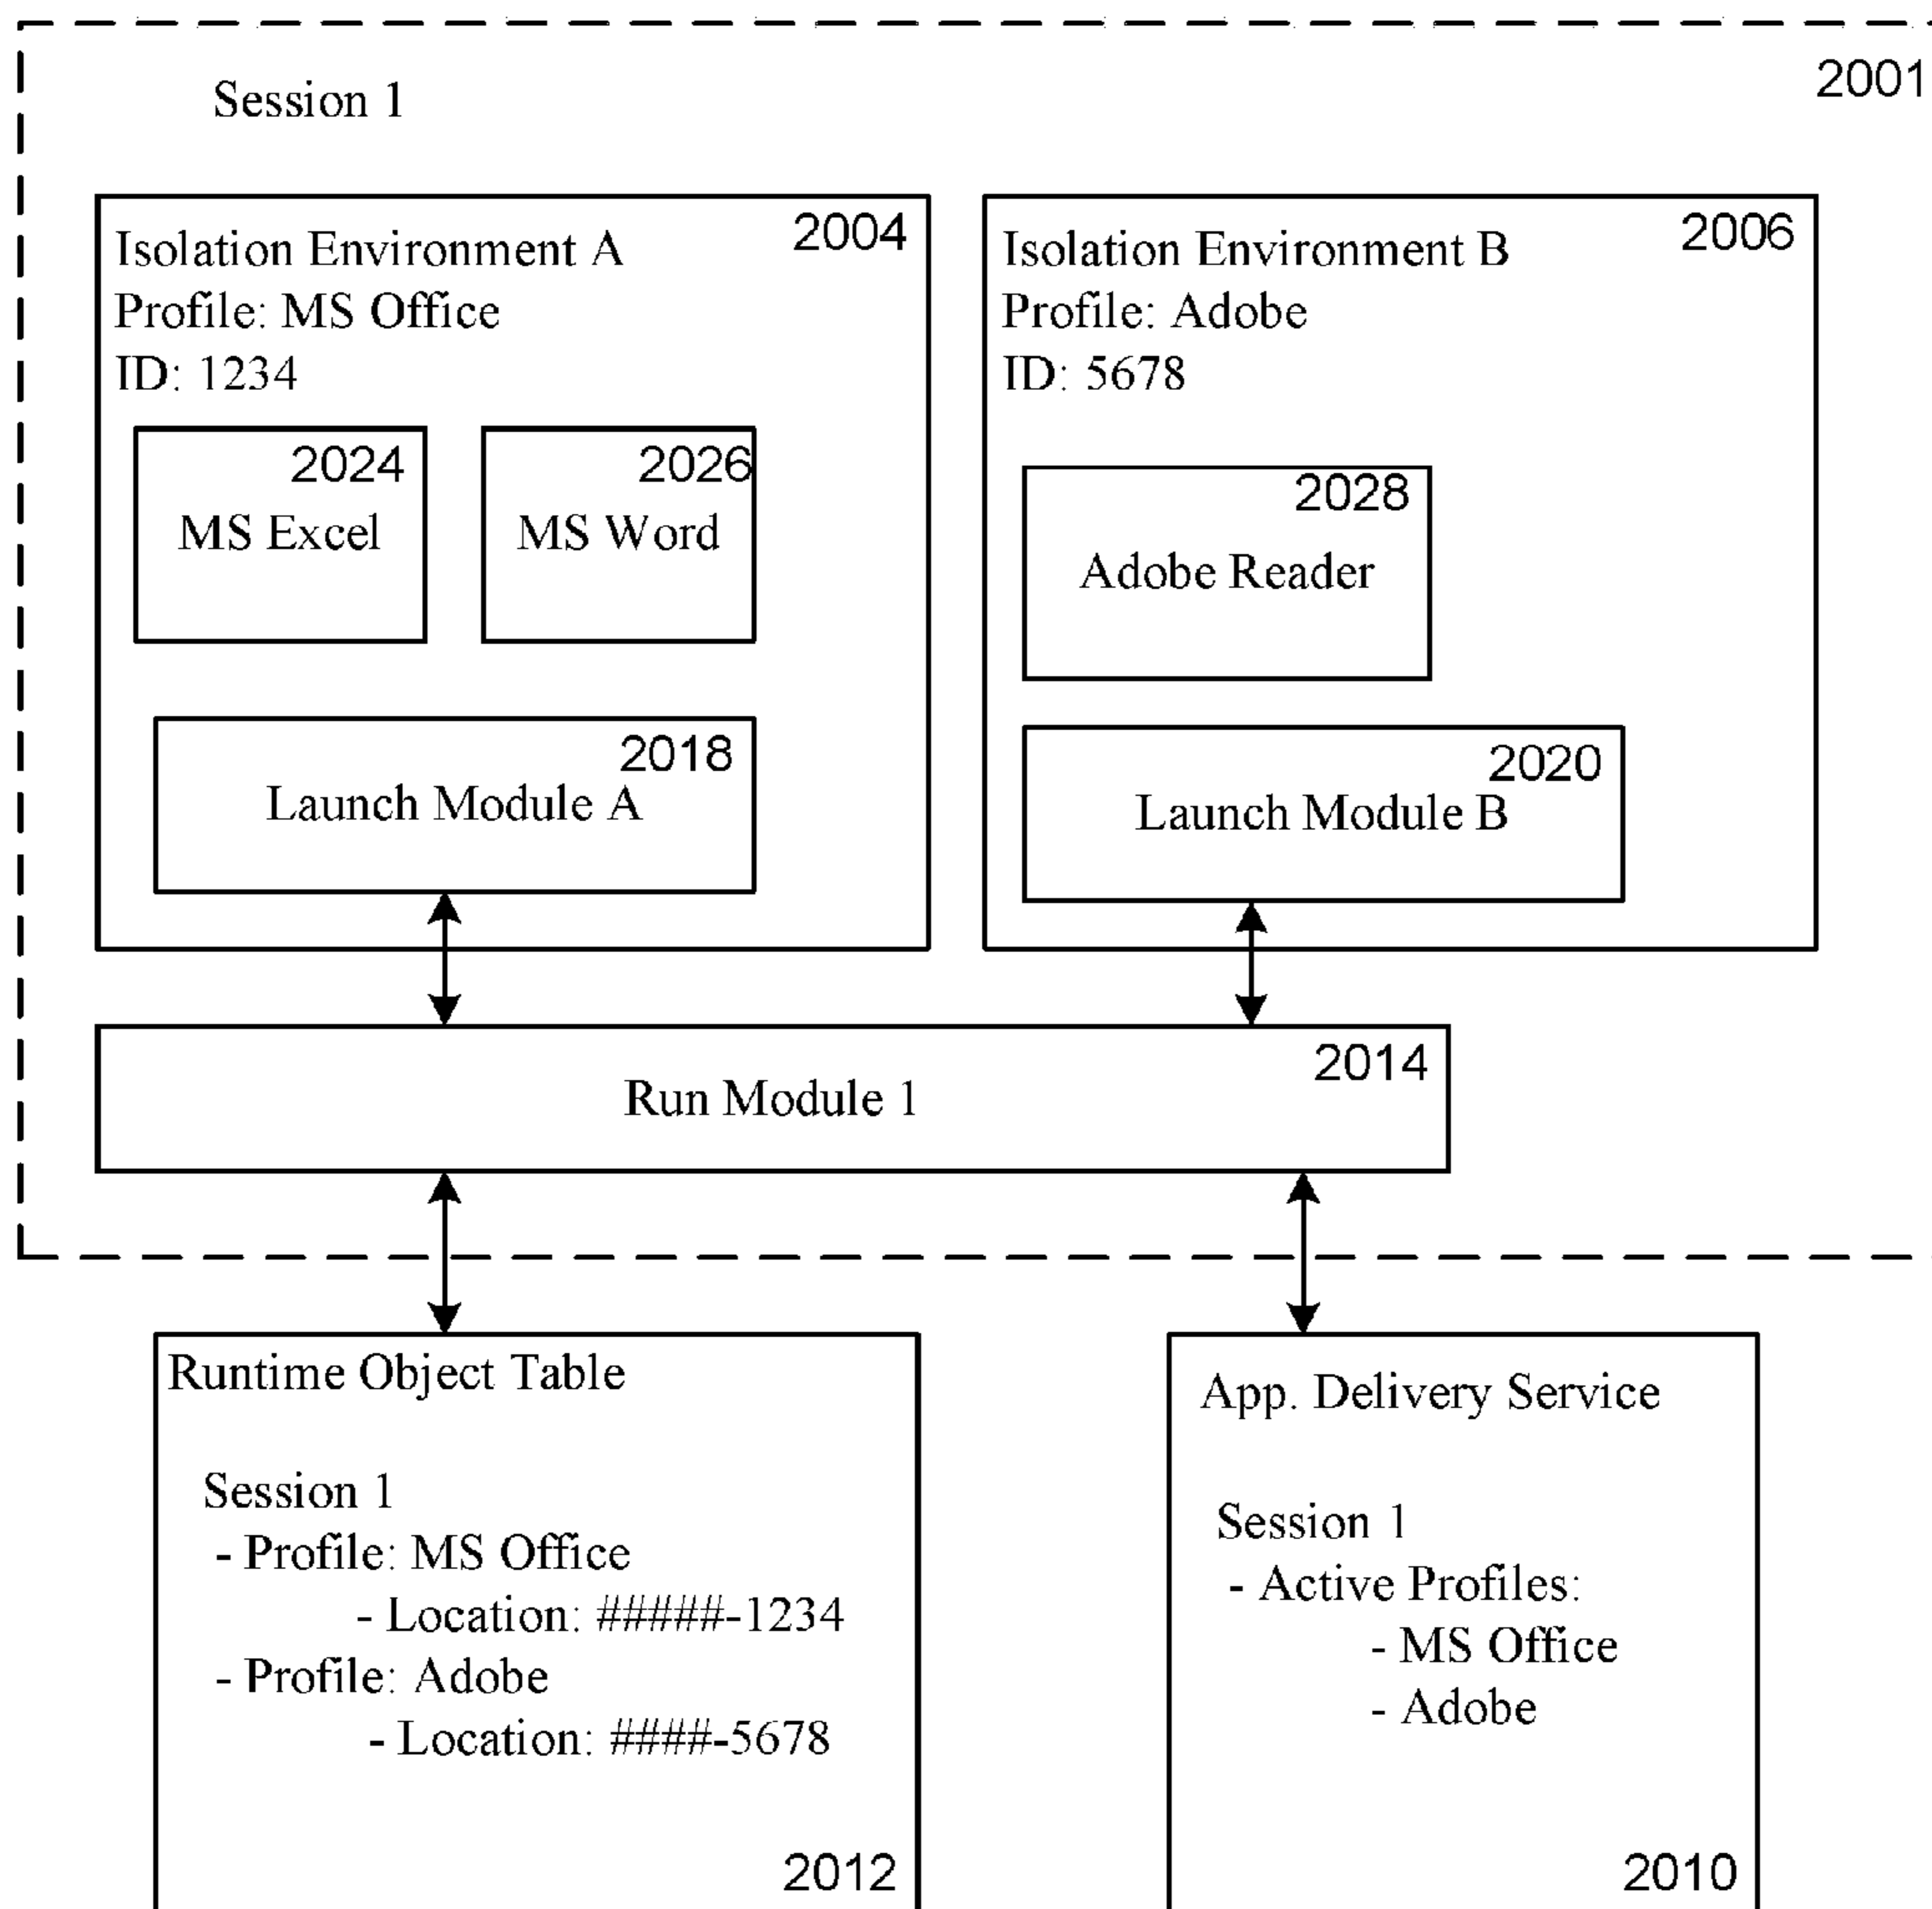 Session 1
2001
2004
Isolation Environment A
Profile: MS Office
ID: 1234
2024
MS Excel
2026
MS Word
2018
Launch Module A
2006
Isolation Environment B
Profile: Adobe
ID: 5678
2028
Adobe Reader
2020
Launch Module B
2014
Run Module 1
Runtime Object Table
Session 1
- Profile: MS Office
- Location: #####-1234
- Profile: Adobe
- Location: ####-5678
2012
App. Delivery Service
Session 1
- Active Profiles:
- MS Office
- Adobe
2010